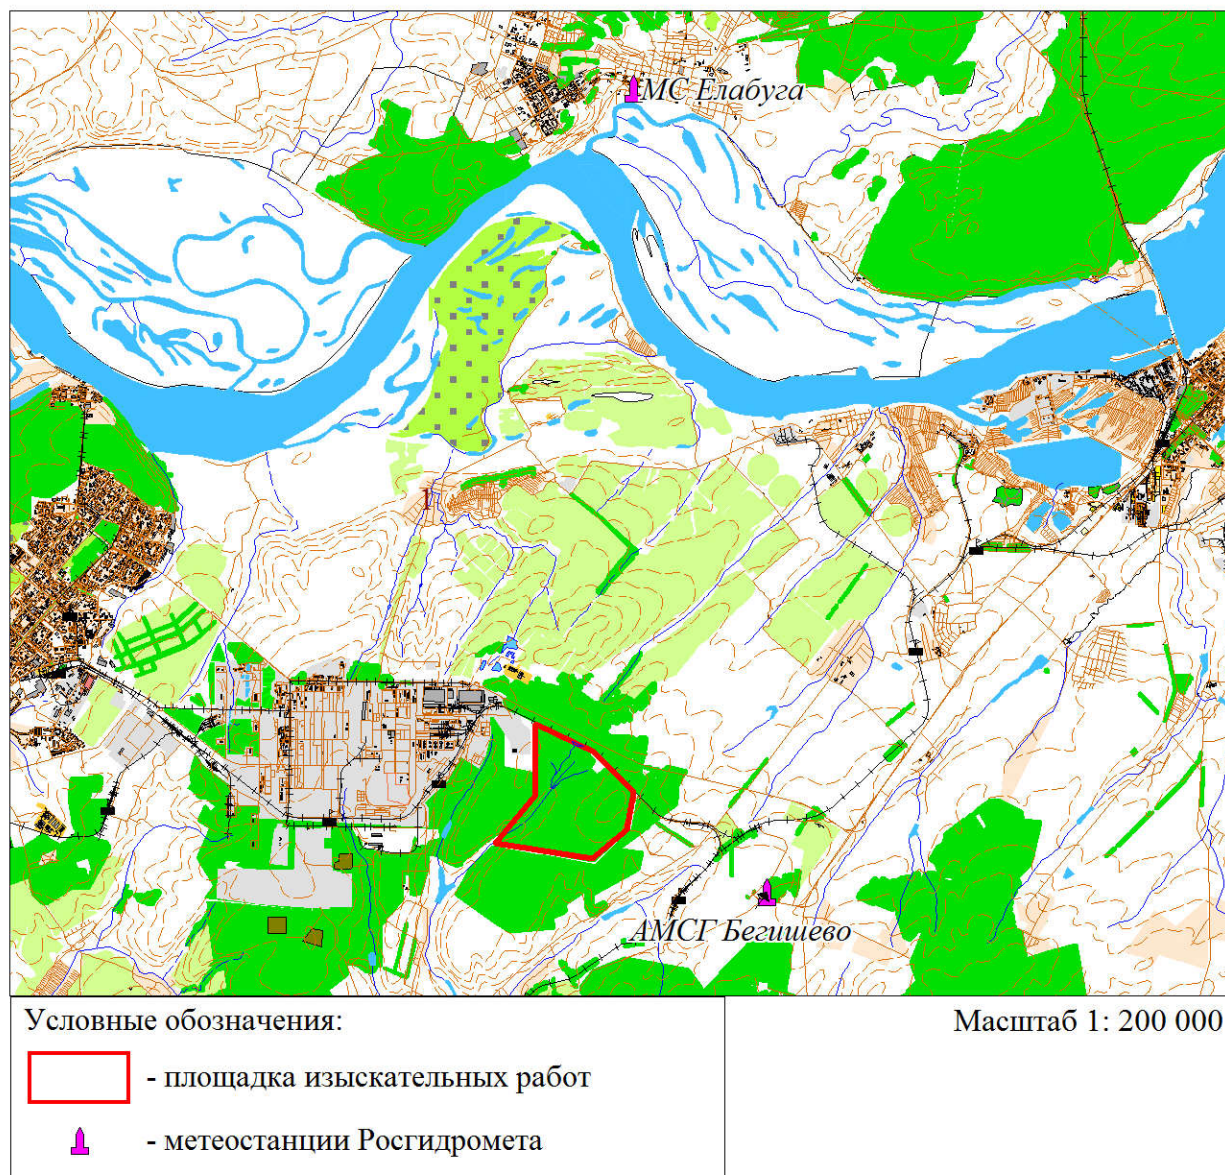 МС Елабуга
АМСГ Бегишево
Условные обозначения:
Масштаб 1: 200 000
- площадка изыскательных работ
- метеостанции Росгидромета